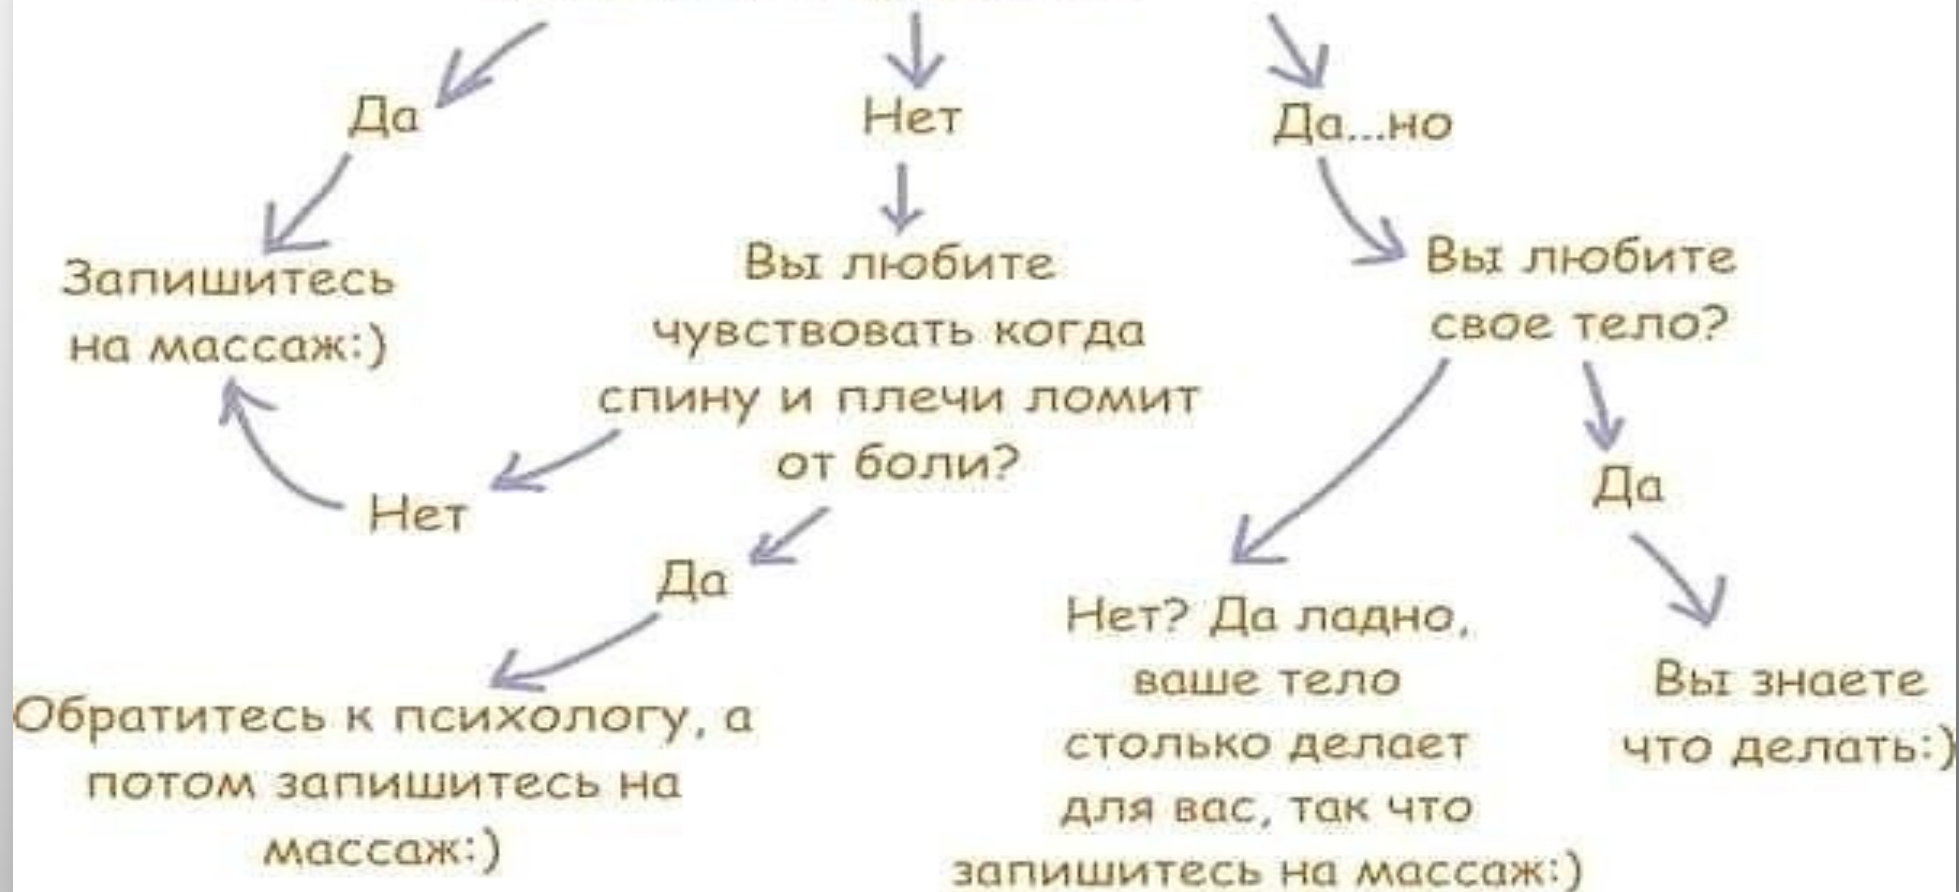 Да
Нет
Да...но
Запишитесь
на массаж:)
Вы любите
чувствовать когда
спину и плечи ломит
от боли?
Вы любите
свое тело?
Нет
Да
Да
Обратитесь к психологу, а
потом запишитесь на
массаж:)
Нет? Да ладно,
ваше тело
столько делает
для вас, так что
запишитесь на массаж:)
Вы знаете
что делать:)